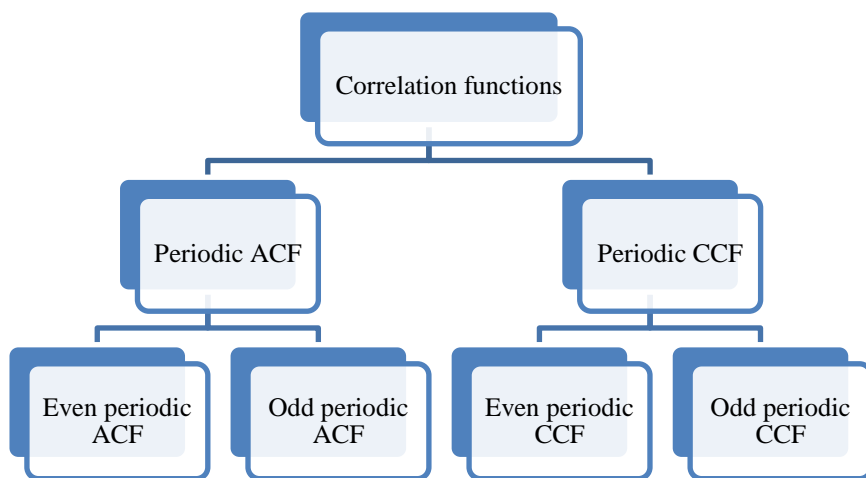 Correlation functions
Periodic ACF
Periodic CCF
Even periodic
ACF
Odd periodic
ACF
Even periodic
CCF
Odd periodic
CCF